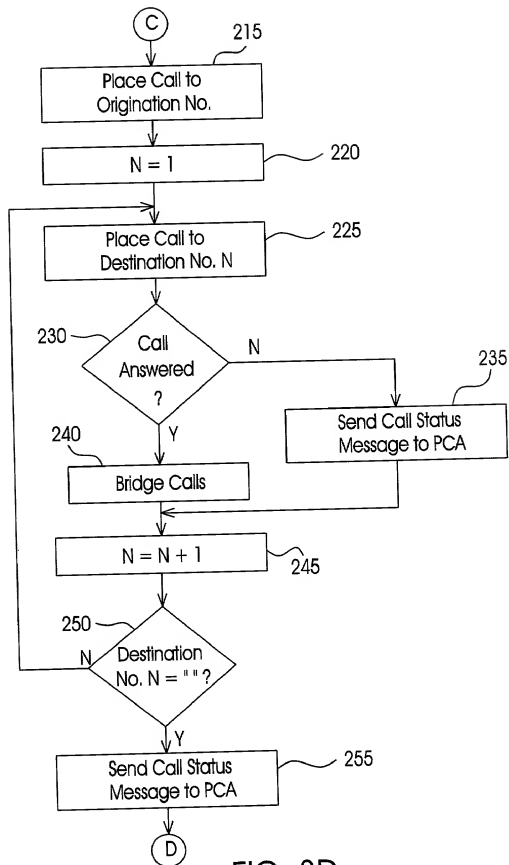 C
215
Place Call to
Origination No.
N = 1
220
Place Call to
Destination No. N
225
230
Call
Answered
?
N
Y
235
Send Call Status
Message to PCA
240
Bridge Calls
N = N + 1
245
250
Destination
No. N = " " ?
N
Y
Send Call Status
Message to PCA
255
D